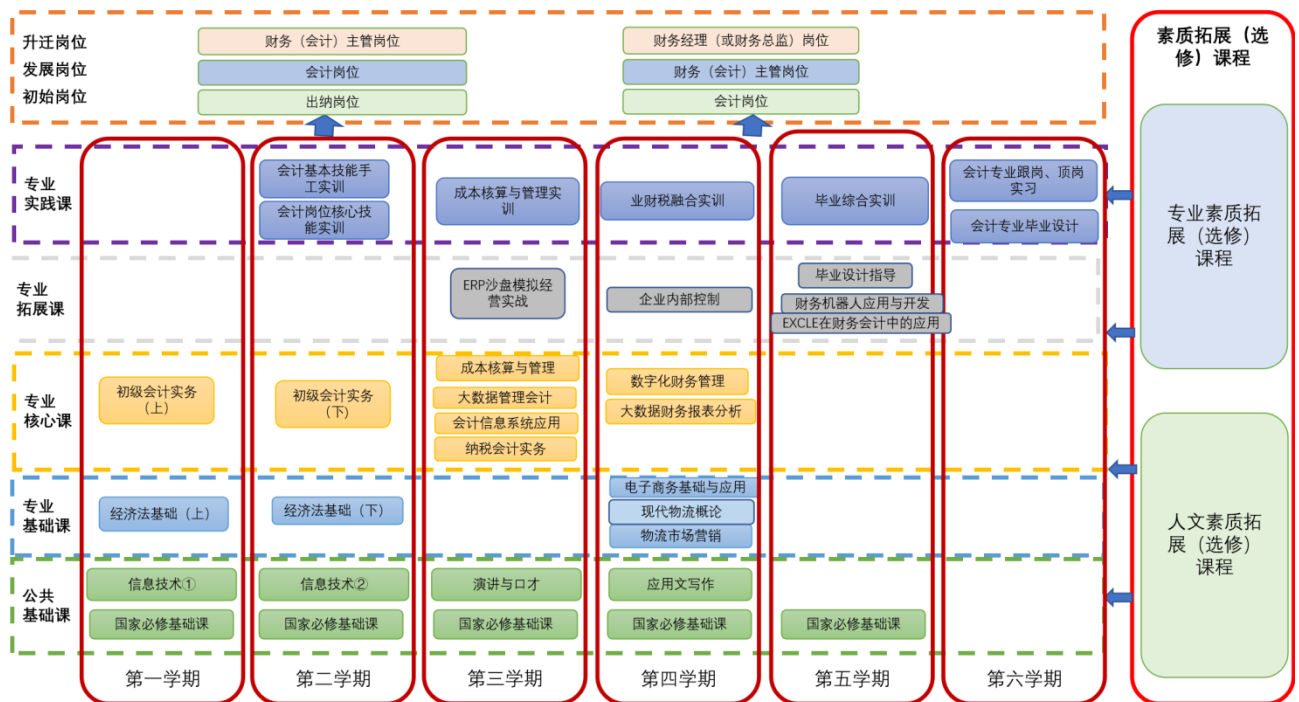 升迁岗位
财务（会计）主管岗位
财务经理（或财务总监）岗位
发展岗位
会计岗位
财务（会计）主管岗位
初始岗位
出纳岗位
会计岗位
素质拓展（选
修）课程
专业
实践课
会计基本技能手
工实训
会计岗位核心技
能实训
成本核算与管理实
训
业财税融合实训
毕业综合实训
会计专业跟岗、顶岗
实习
会计专业毕业设计
专业
拓展课
ERP沙盘模拟经
营实战
企业内部控制
毕业设计指导
财务机器人应用与开发
EXCLE在财务会计中的应用
专业
核心课
初级会计实务
（上）
初级会计实务
（下）
成本核算与管理
大数据管理会计
会计信息系统应用
纳税会计实务
数字化财务管理
大数据财务报表分析
专业
基础课
经济法基础（上）
经济法基础（下）
电子商务基础与应用
现代物流概论
物流市场营销
公共
基础课
信息技术①
信息技术②
演讲与口才
应用文写作
国家必修基础课
国家必修基础课
国家必修基础课
国家必修基础课
国家必修基础课
第一学期
第二学期
第三学期
第四学期
第五学期
第六学期
专业素质拓
展（选修）
课程
人文素质拓
展（选修）
课程